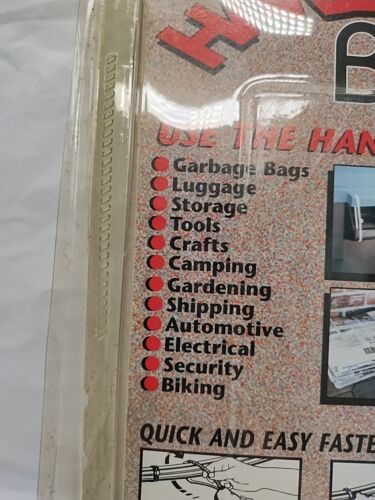 B
USE THE HAN
Garbage Bags
Luggage
Storage
Tools
Crafts
Camping
Gardening
Shipping
Automotive
Electrical
Security
Biking
QUICK AND EASY FASTE